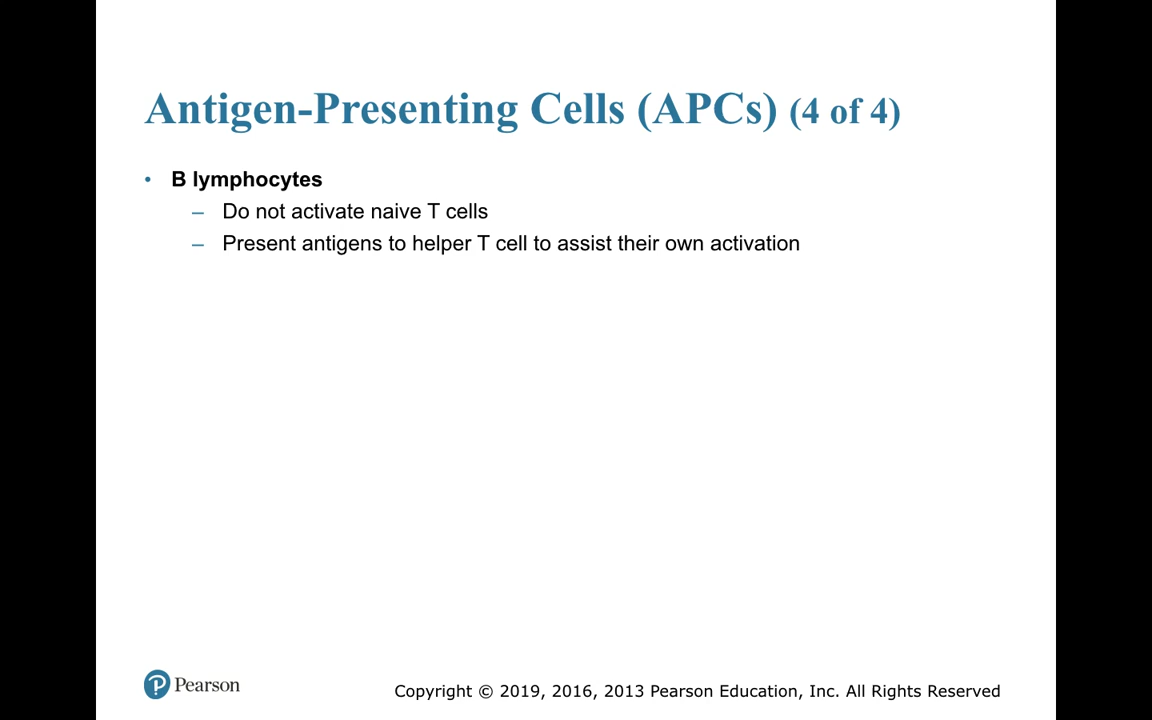 Antigen-Presenting Cells (APCs) (4 of 4)
• B lymphocytes
– Do not activate naive T cells
– Present antigens to helper T cell to assist their own activation
Pearson
Copyright © 2019, 2016, 2013 Pearson Education, Inc. All Rights Reserved